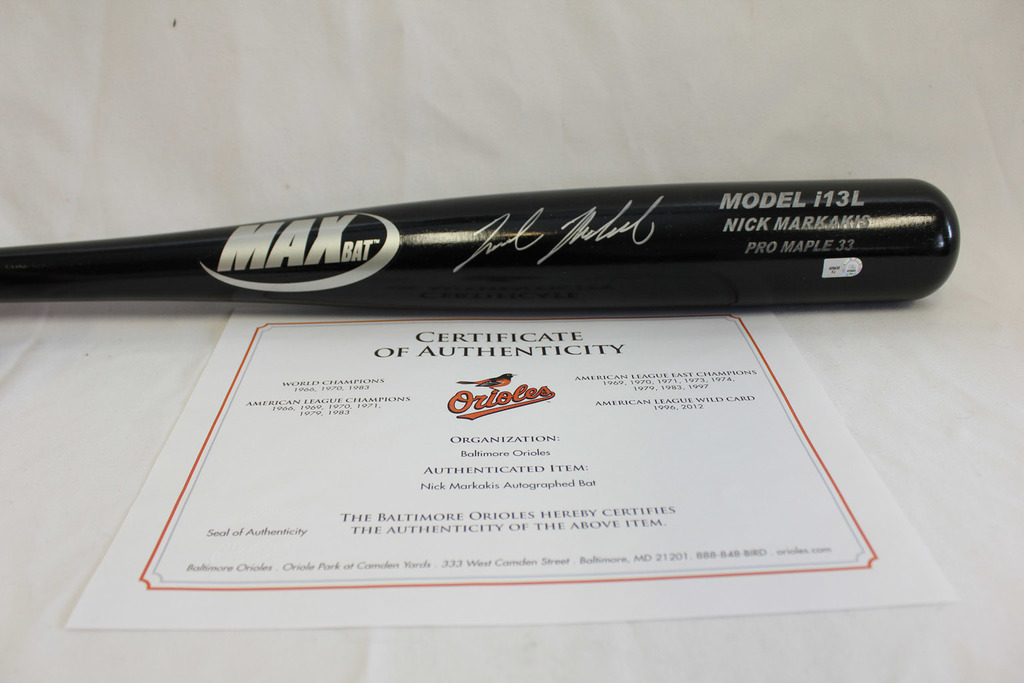 MAX
BAT™
Nick Markakis
MODEL i13L
NICK MARKAKIS
PRO MAPLE 33
CERTIFICATE
OF AUTHENTICITY
WORLD CHAMPIONS
1966, 1970, 1983
AMERICAN LEAGUE CHAMPIONS
1966, 1969, 1970, 1971,
1979, 1983
Orioles
AMERICAN LEAGUE EAST CHAMPIONS
1969, 1970, 1971, 1973, 1974,
1979, 1983, 1997
AMERICAN LEAGUE WILD CARD
1996, 2012
ORGANIZATION:
Baltimore Orioles
AUTHENTICATED ITEM:
Nick Markakis Autographed Bat
THE BALTIMORE ORIOLES HEREBY CERTIFIES
THE AUTHENTICITY OF THE ABOVE ITEM.
Seal of Authenticity
Baltimore Orioles . Oriole Park at Camden Yards . 333 West Camden Street . Baltimore, MD 21201 . 888-848-BIRD . orioles.com